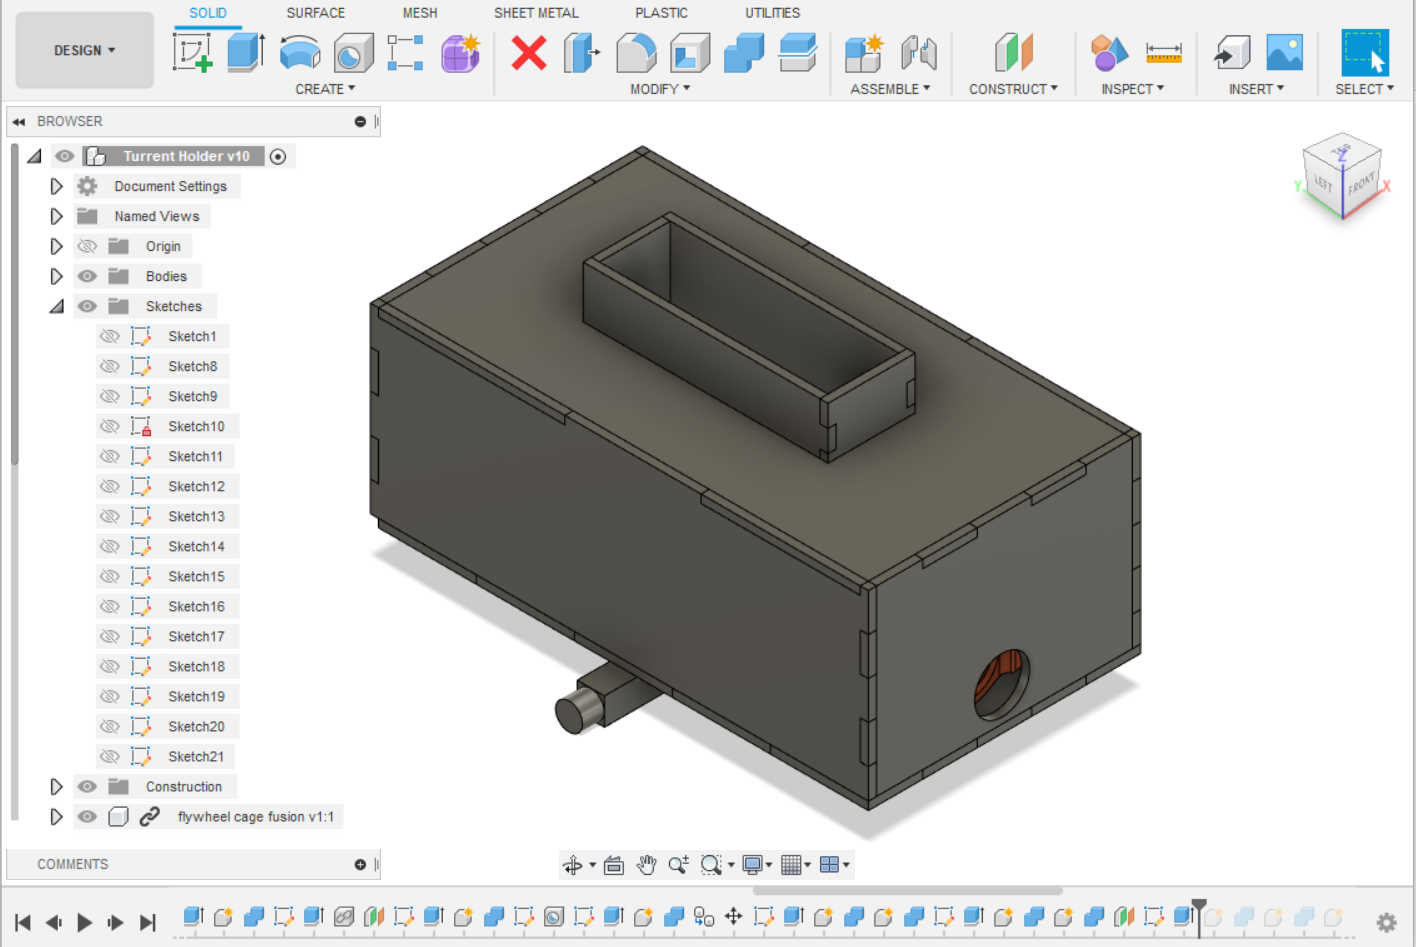 SOLID SURFACE MESH SHEET METAL PLASTIC UTILITIES
DESIGN
CREATE MODIFY ASSEMBLE CONSTRUCT INSPECT INSERT SELECT
BROWSER
Turrent Holder v10
Document Settings
Named Views
Origin
Bodies
Sketches
Sketch1
Sketch8
Sketch9
Sketch10
Sketch11
Sketch12
Sketch13
Sketch14
Sketch15
Sketch16
Sketch17
Sketch18
Sketch19
Sketch20
Sketch21
Construction
flywheel cage fusion v1:1
COMMENTS
Z
LEFT FRONT
Y X